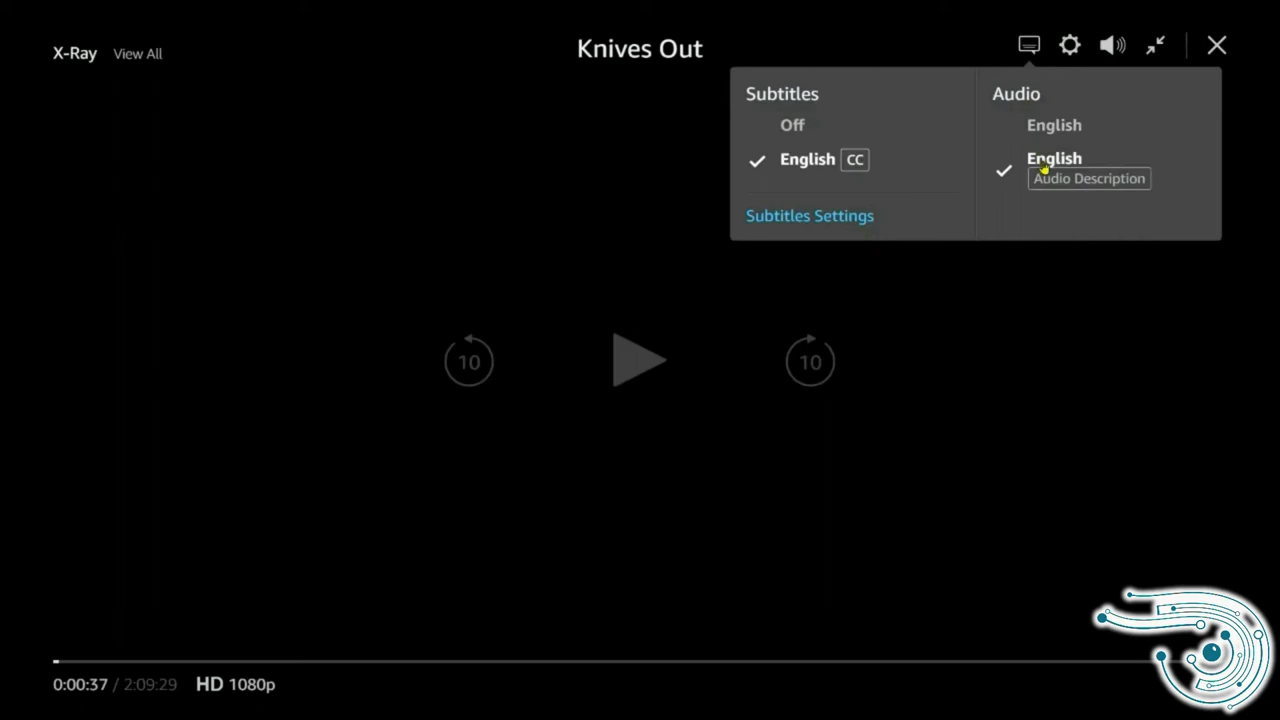 X-Ray View All
Knives Out
Subtitles
Off
English CC
Subtitles Settings
Audio
English
English
Audio Description
10
10
0:00:37 / 2:09:29 HD 1080p